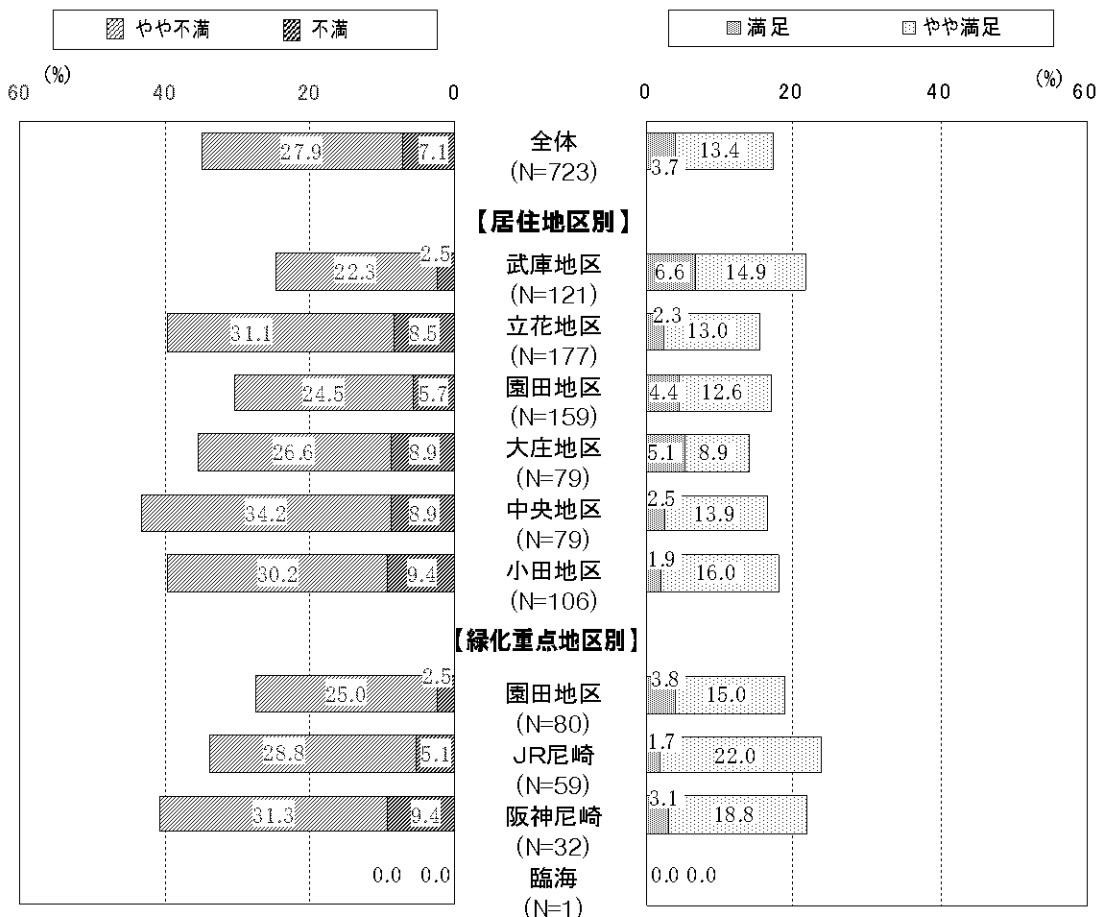 やや不満 不満 満足 やや満足
(%) (%)
60 40 20 0 0 20 40 60
27.9 7.1 全体 3.7 13.4
(N=723)
【居住地区別】
22.3 2.5 武庫地区 6.6 14.9
(N=121)
31.1 8.5 立花地区 2.3 13.0
(N=177)
24.5 5.7 園田地区 4.4 12.6
(N=159)
26.6 8.9 大庄地区 5.1 8.9
(N=79)
34.2 8.9 中央地区 2.5 13.9
(N=79)
30.2 9.4 小田地区 1.9 16.0
(N=106)
【緑化重点地区別】
25.0 2.5 園田地区 3.8 15.0
(N=80)
28.8 5.1 JR尼崎 1.7 22.0
(N=59)
31.3 9.4 阪神尼崎 3.1 18.8
(N=32)
0.0 0.0 臨海 0.0 0.0
(N=1)